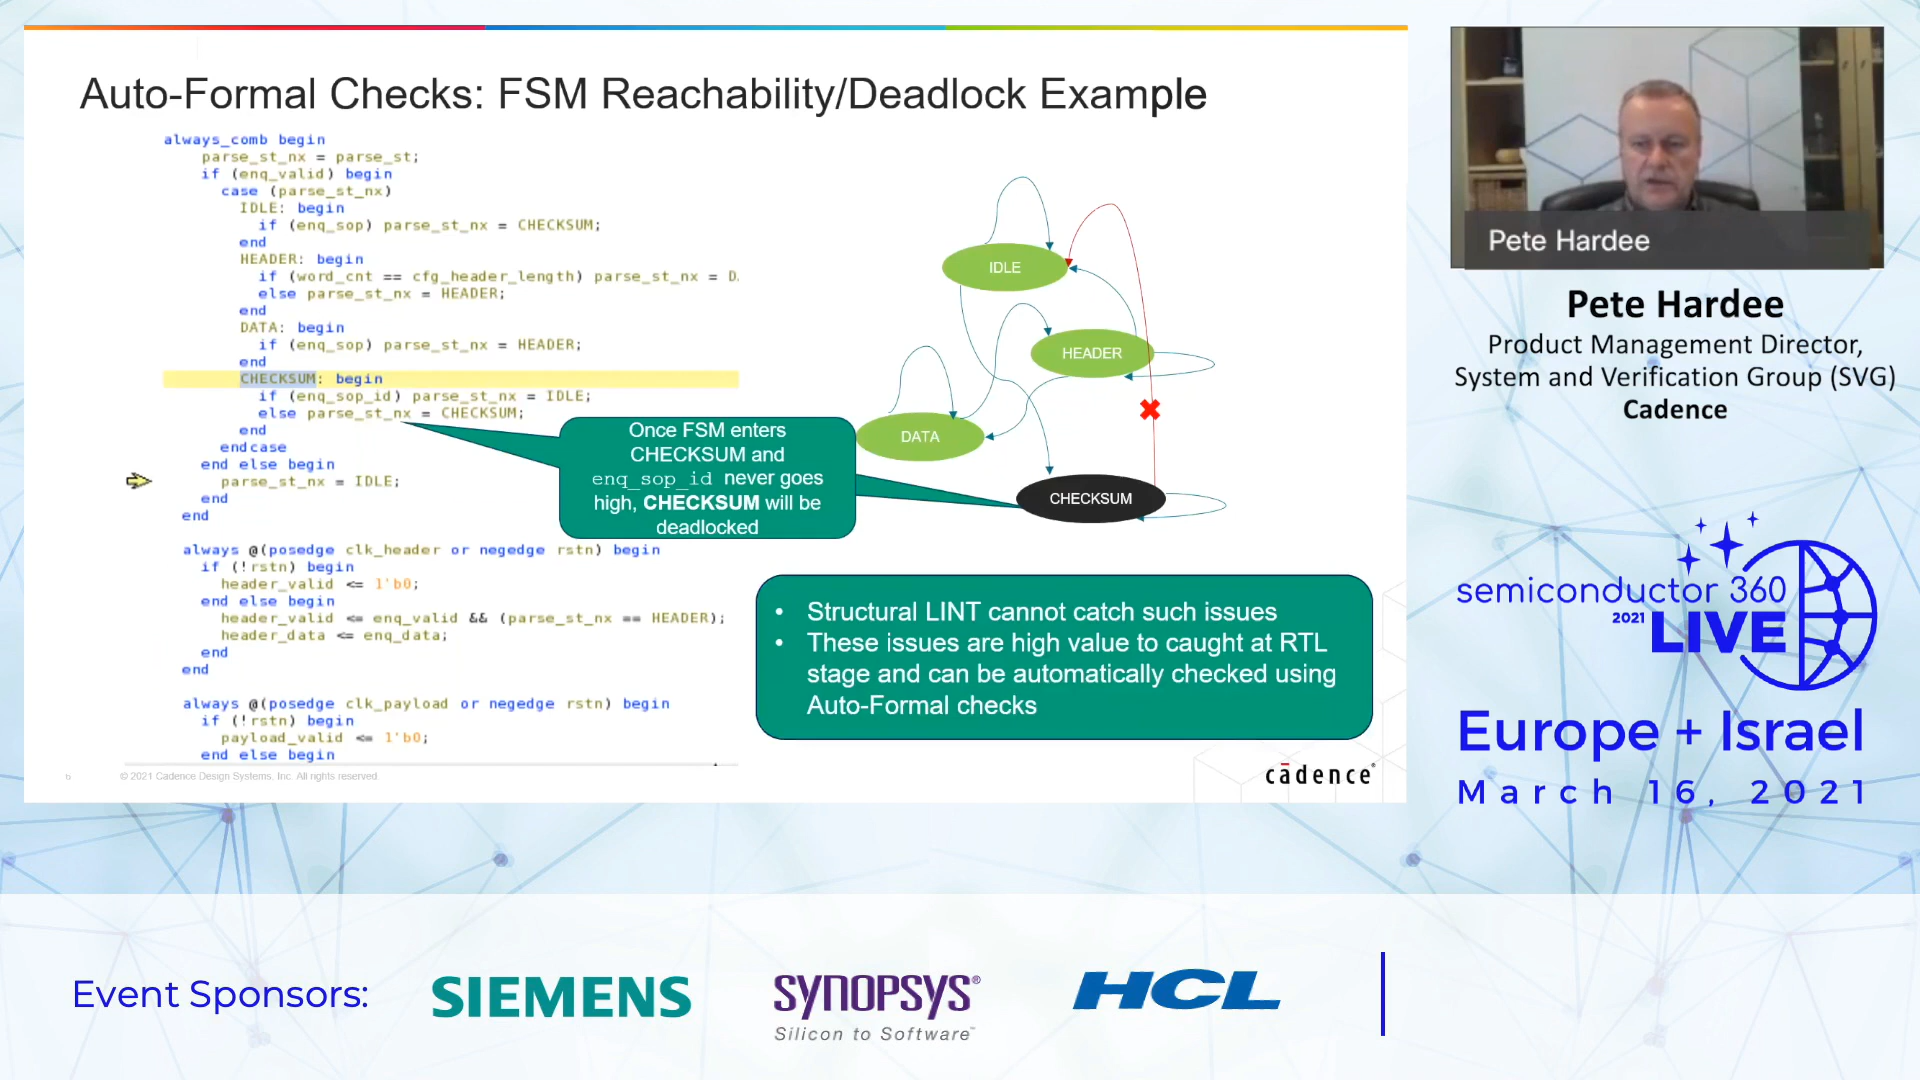 Auto-Formal Checks: FSM Reachability/Deadlock Example
always_comb begin
parse_st_nx = parse_st;
if (enq_valid) begin
case (parse_st_nx)
IDLE: begin
if (enq_sop) parse_st_nx = CHECKSUM;
end
HEADER: begin
if (word_cnt == cfg_header_length) parse_st_nx = D
else parse_st_nx = HEADER;
end
DATA: begin
if (enq_sop) parse_st_nx = HEADER;
end
CHECKSUM: begin
if (enq_sop_id) parse_st_nx = IDLE;
else parse_st_nx = CHECKSUM;
end
endcase
end else begin
parse_st_nx = IDLE;
end
end
always @(posedge clk_header or negedge rstn) begin
if (!rstn) begin
header_valid <= 1'b0;
end else begin
header_valid <= enq_valid && (parse_st_nx == HEADER);
header_data <= enq_data;
end
end
always @(posedge clk_payload or negedge rstn) begin
if (!rstn) begin
payload_valid <= 1'b0;
end else begin
IDLE
HEADER
DATA
CHECKSUM
Once FSM enters
CHECKSUM and
enq_sop_id never goes
high, CHECKSUM will be
deadlocked
• Structural LINT cannot catch such issues
• These issues are high value to caught at RTL
stage and can be automatically checked using
Auto-Formal checks
© 2021 Cadence Design Systems, Inc. All rights reserved.
cādence®
Pete Hardee
Pete Hardee
Product Management Director,
System and Verification Group (SVG)
Cadence
semiconductor 360
2021 LIVE
Europe + Israel
March 16, 2021
Event Sponsors:
SIEMENS
SYNOPSYS®
Silicon to Software™
HCL